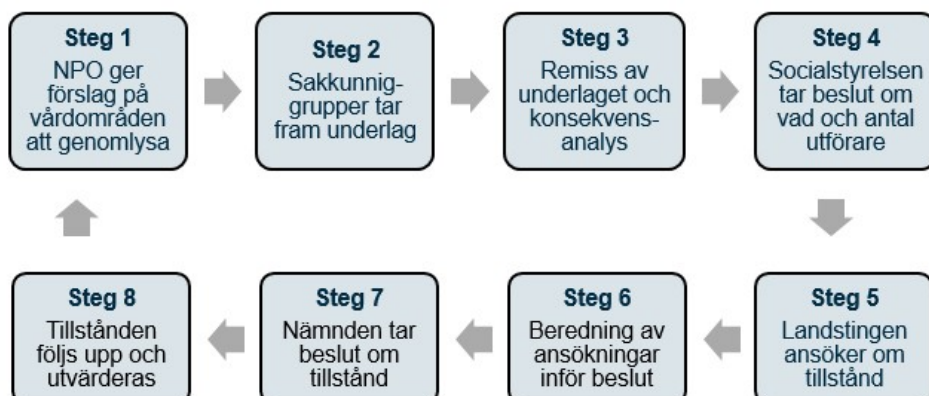 Steg 1
NPO ger
förslag på
vårdområden
att genomlysa
Steg 2
Sakkunnig-
grupper tar
fram underlag
Steg 3
Remiss av
underlaget och
konsekvens-
analys
Steg 4
Socialstyrelsen
tar beslut om
vad och antal
utförare
Steg 5
Landstingen
ansöker om
tillstånd
Steg 6
Beredning av
ansökningar
inför beslut
Steg 7
Nämnden tar
beslut om
tillstånd
Steg 8
Tillstånden
följs upp och
utvärderas